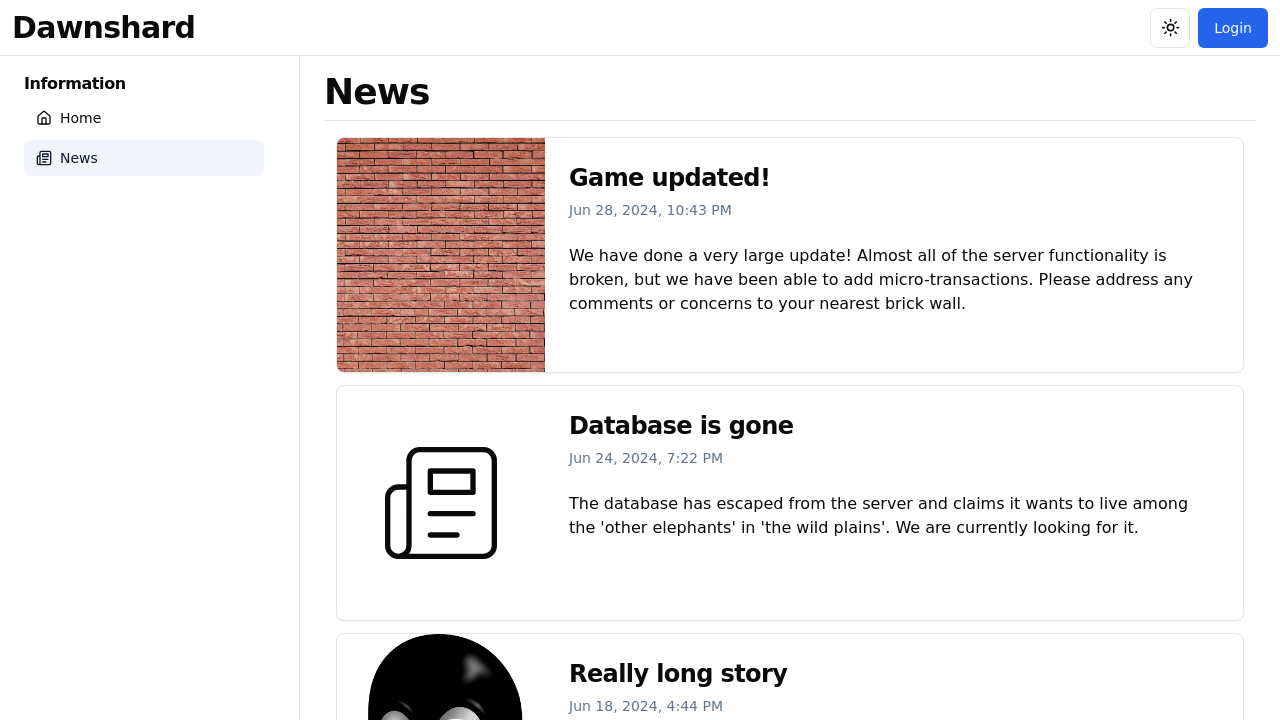 Dawnshard
Login
Information
Home
News
News
Game updated!
Jun 28, 2024, 10:43 PM
We have done a very large update! Almost all of the server functionality is
broken, but we have been able to add micro-transactions. Please address any
comments or concerns to your nearest brick wall.
Database is gone
Jun 24, 2024, 7:22 PM
The database has escaped from the server and claims it wants to live among
the 'other elephants' in 'the wild plains'. We are currently looking for it.
Really long story
Jun 18, 2024, 4:44 PM